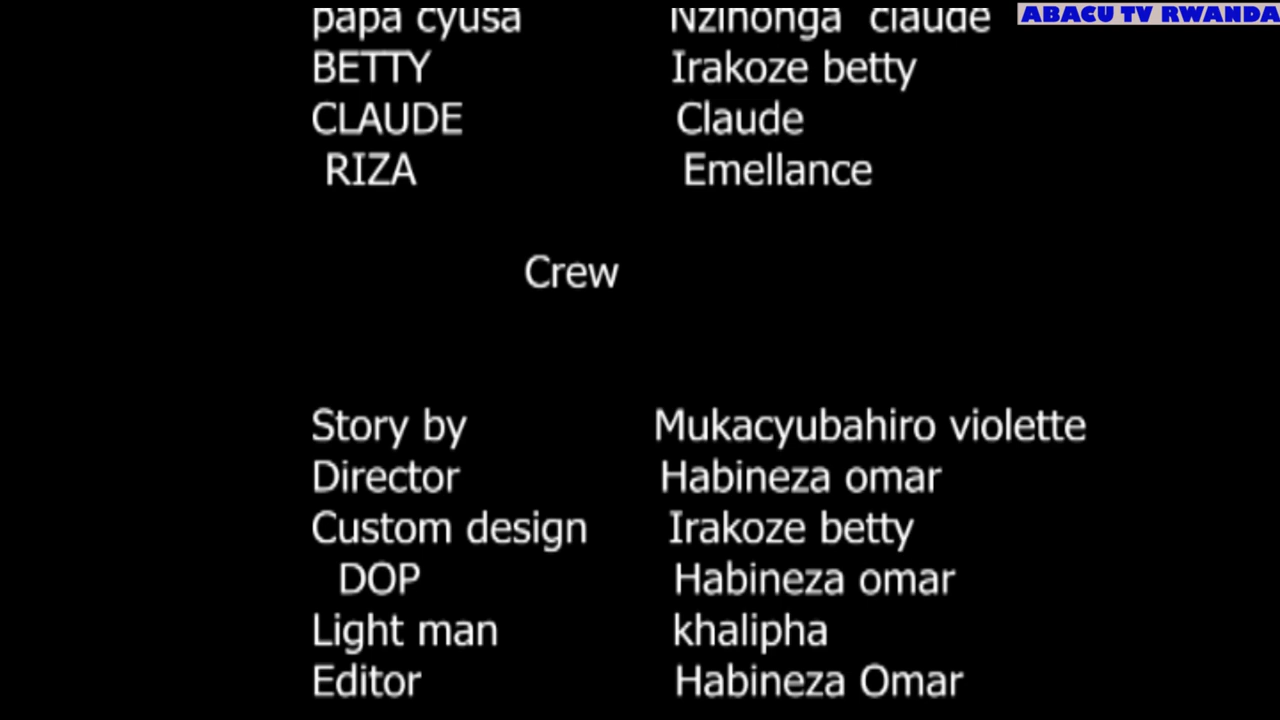 papa cyusa Nzihonga claude
ABACU TV RWANDA
BETTY Irakoze betty
CLAUDE Claude
RIZA Emellance
Crew
Story by Mukacyubahiro violette
Director Habineza omar
Custom design Irakoze betty
DOP Habineza omar
Light man khalipha
Editor Habineza Omar